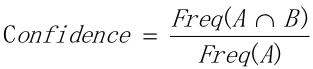 Confidence = Freq(A ∩ B) / Freq(A)